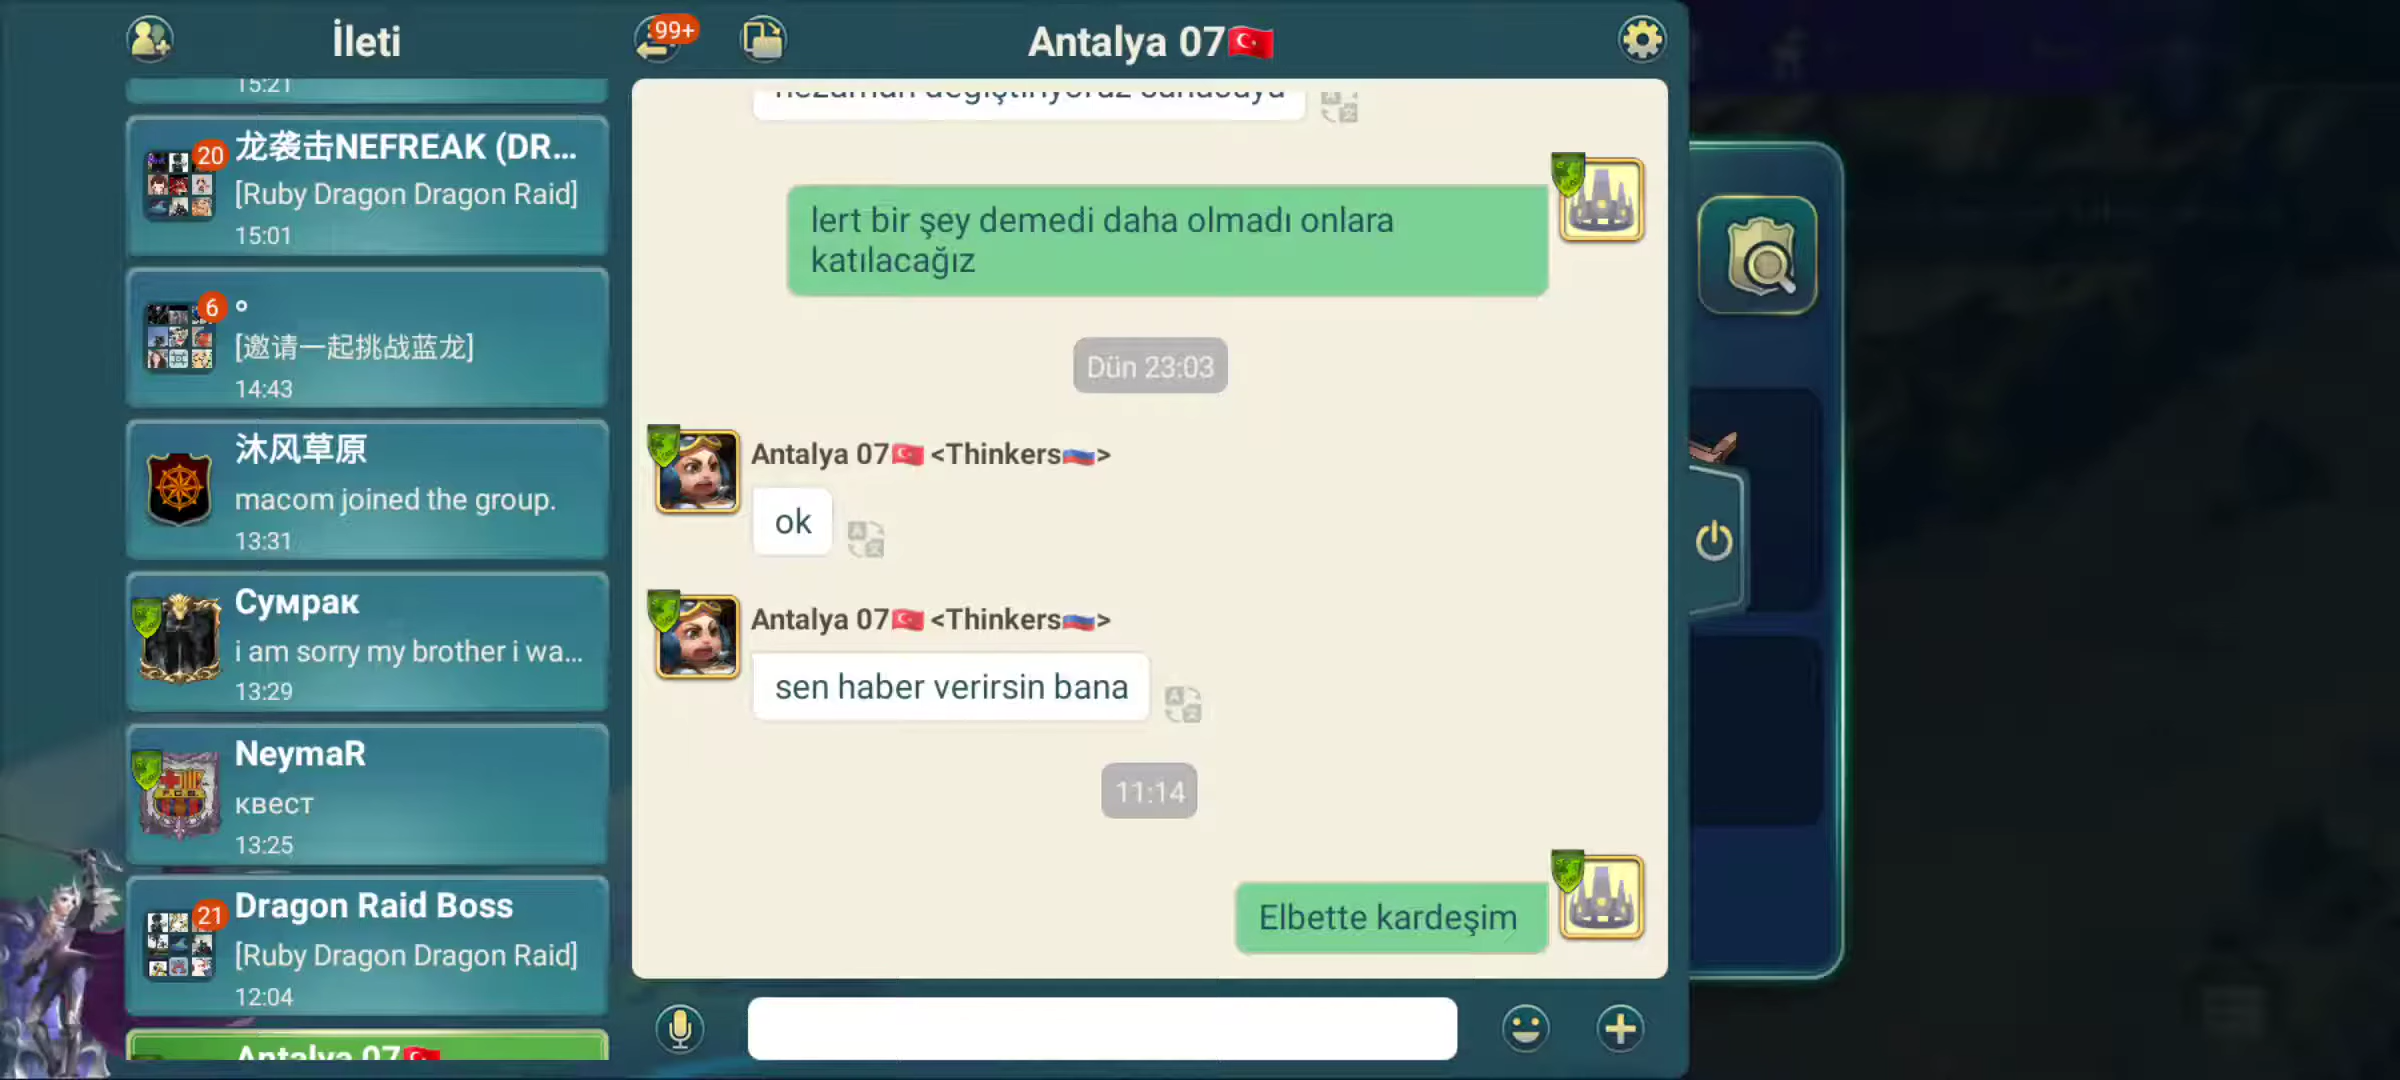 İleti
99+
Antalya 07🇹🇷
15:21
20
龙袭击NEFREAK (DR...
[Ruby Dragon Dragon Raid]
15:01
6
°
[邀请一起挑战蓝龙]
14:43
沐风草原
macom joined the group.
13:31
Сумрак
i am sorry my brother i wa...
13:29
NeymaR
квест
13:25
21
Dragon Raid Boss
[Ruby Dragon Dragon Raid]
12:04
Antalya 07🇹🇷
nezaman değiştiriyoruz
lert bir şey demedi daha olmadı onlara
katılacağız
Dün 23:03
Antalya 07🇹🇷 <Thinkers🇷🇺>
ok
Antalya 07🇹🇷 <Thinkers🇷🇺>
sen haber verirsin bana
11:14
Elbette kardeşim